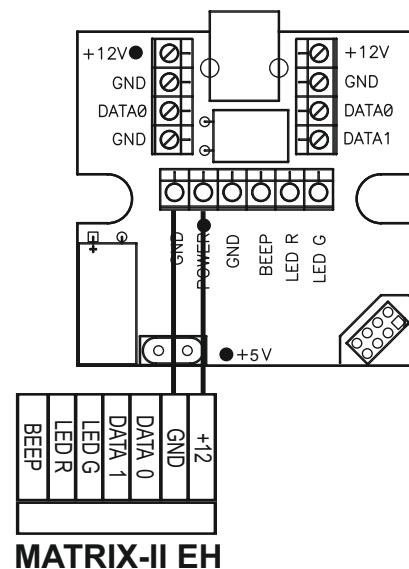 +12V
GND
DATA0
GND
+12V
GND
DATA0
DATA1
GND
POWER
GND
BEEP
LED R
LED G
+
+5V
BEEP
LED R
LED G
DATA 1
DATA 0
GND
+12
MATRIX-II EH